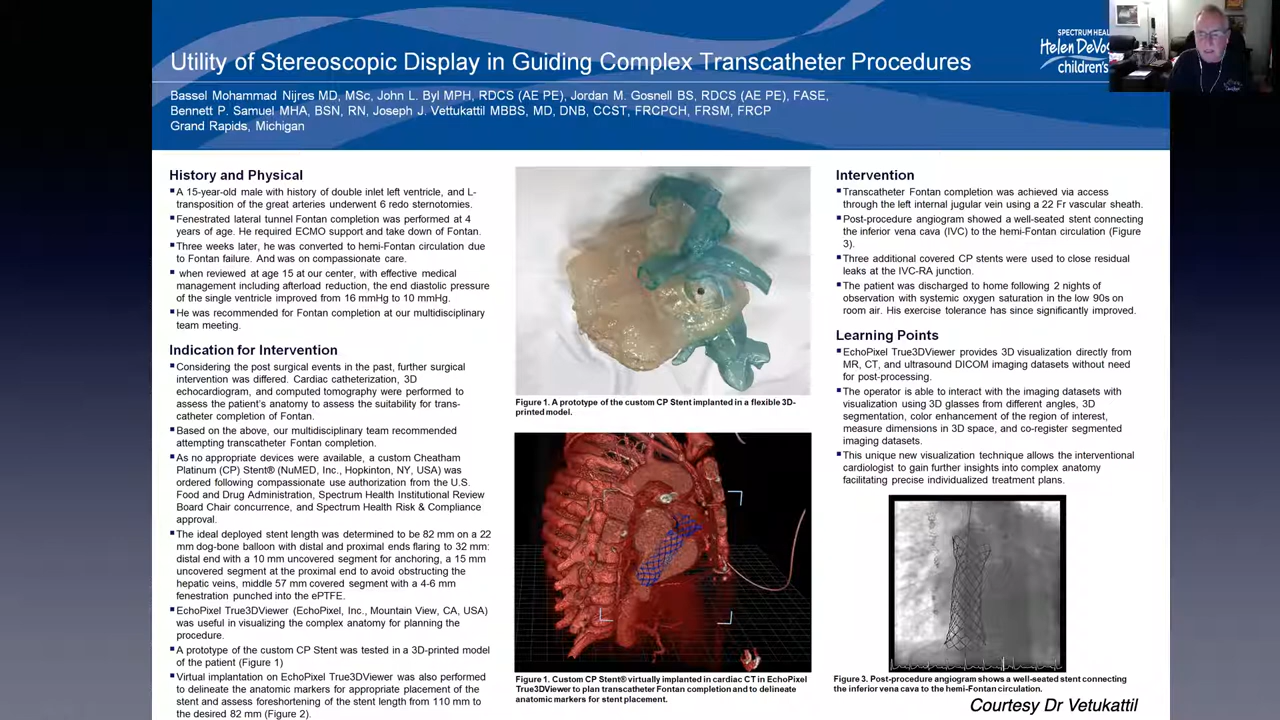 Utility of Stereoscopic Display in Guiding Complex Transcatheter Procedures
SPECTRUM HEAL
Helen DeVos
children's
Bassel Mohammad Nijres MD, MSc, John L. Byl MPH, RDCS (AE PE), Jordan M. Gosnell BS, RDCS (AE PE), FASE,
Bennett P. Samuel MHA, BSN, RN, Joseph J. Vettukattil MBBS, MD, DNB, CCST, FRCPCH, FRSM, FRCP
Grand Rapids, Michigan
History and Physical
▪A 15-year-old male with history of double inlet left ventricle, and L-
transposition of the great arteries underwent 6 redo sternotomies.
▪Fenestrated lateral tunnel Fontan completion was performed at 4
years of age. He required ECMO support and take down of Fontan.
▪Three weeks later, he was converted to hemi-Fontan circulation due
to Fontan failure. And was on compassionate care.
▪ when reviewed at age 15 at our center, with effective medical
management including afterload reduction, the end diastolic pressure
of the single ventricle improved from 16 mmHg to 10 mmHg.
▪He was recommended for Fontan completion at our multidisciplinary
team meeting.
Indication for Intervention
▪Considering the post surgical events in the past, further surgical
intervention was differed. Cardiac catheterization, 3D
echocardiogram, and computed tomography were performed to
assess the patient's anatomy to assess the suitability for trans-
catheter completion of Fontan.
▪Based on the above, our multidisciplinary team recommended
attempting transcatheter Fontan completion.
▪As no appropriate devices were available, a custom Cheatham
Platinum (CP) Stent® (NuMED, Inc., Hopkinton, NY, USA) was
ordered following compassionate use authorization from the U.S.
Food and Drug Administration, Spectrum Health Institutional Review
Board Chair concurrence, and Spectrum Health Risk & Compliance
approval.
▪The ideal deployed stent length was determined to be 82 mm on a 22
mm dog-bone balloon with distal and proximal ends flaring to 32 mm:
distal end with a 10 mm uncovered segment for anchoring, a 15 mm
uncovered segment at the proximal end to avoid obstructing the
hepatic veins, middle 57 mm covered segment with a 4-6 mm
fenestration punched into the ePTFE.
▪EchoPixel True3DViewer (EchoPixel, Inc., Mountain View, CA, USA)
was useful in visualizing the complex anatomy for planning the
procedure.
▪A prototype of the custom CP Stent was tested in a 3D-printed model
of the patient (Figure 1)
▪Virtual implantation on EchoPixel True3DViewer was also performed
to delineate the anatomic markers for appropriate placement of the
stent and assess foreshortening of the stent length from 110 mm to
the desired 82 mm (Figure 2).
Figure 1. A prototype of the custom CP Stent implanted in a flexible 3D-
printed model.
Figure 1. Custom CP Stent® virtually implanted in cardiac CT in EchoPixel
True3DViewer to plan transcatheter Fontan completion and to delineate
anatomic markers for stent placement.
Intervention
▪Transcatheter Fontan completion was achieved via access
through the left internal jugular vein using a 22 Fr vascular sheath.
▪Post-procedure angiogram showed a well-seated stent connecting
the inferior vena cava (IVC) to the hemi-Fontan circulation (Figure
3).
▪Three additional covered CP stents were used to close residual
leaks at the IVC-RA junction.
▪The patient was discharged to home following 2 nights of
observation with systemic oxygen saturation in the low 90s on
room air. His exercise tolerance has since significantly improved.
Learning Points
▪EchoPixel True3DViewer provides 3D visualization directly from
MR, CT, and ultrasound DICOM imaging datasets without need
for post-processing.
▪The operator is able to interact with the imaging datasets with
visualization using 3D glasses from different angles, 3D
segmentation, color enhancement of the region of interest,
measure dimensions in 3D space, and co-register segmented
imaging datasets.
▪This unique new visualization technique allows the interventional
cardiologist to gain further insights into complex anatomy
facilitating precise individualized treatment plans.
Figure 3. Post-procedure angiogram shows a well-seated stent connecting
the inferior vena cava to the hemi-Fontan circulation.
Courtesy Dr Vetukattil